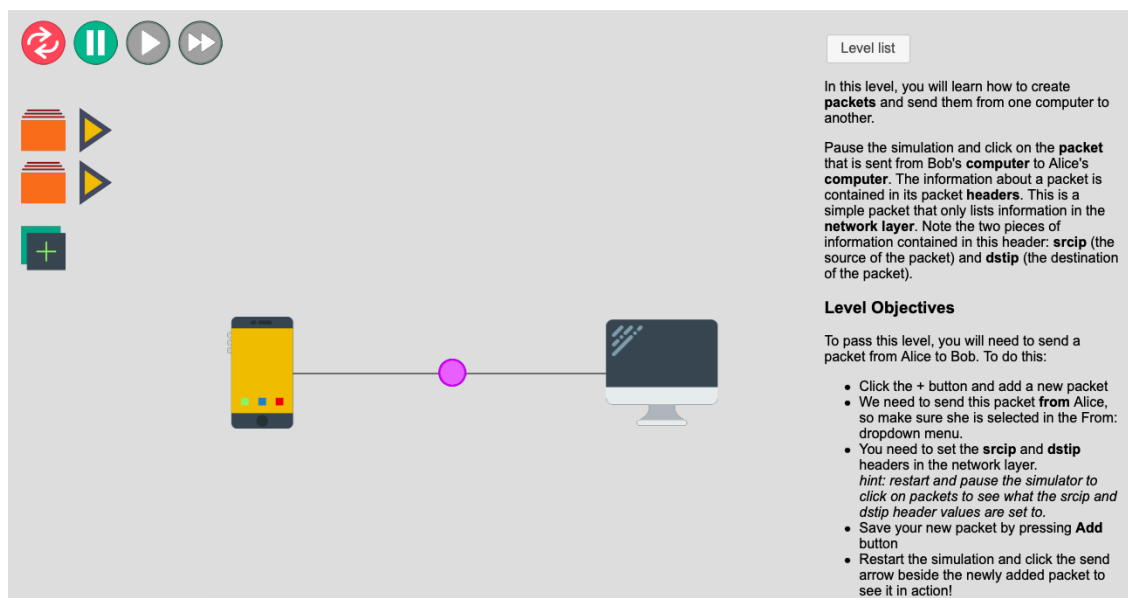 Level list
In this level, you will learn how to create
packets and send them from one computer to
another.
Pause the simulation and click on the packet
that is sent from Bob's computer to Alice's
computer. The information about a packet is
contained in its packet headers. This is a
simple packet that only lists information in the
network layer. Note the two pieces of
information contained in this header: srcip (the
source of the packet) and dstip (the destination
of the packet).
Level Objectives
To pass this level, you will need to send a
packet from Alice to Bob. To do this:
• Click the + button and add a new packet
• We need to send this packet from Alice,
so make sure she is selected in the From:
dropdown menu.
• You need to set the srcip and dstip
headers in the network layer.
hint: restart and pause the simulator to
click on packets to see what the srcip and
dstip header values are set to.
• Save your new packet by pressing Add
button
• Restart the simulation and click the send
arrow beside the newly added packet to
see it in action!